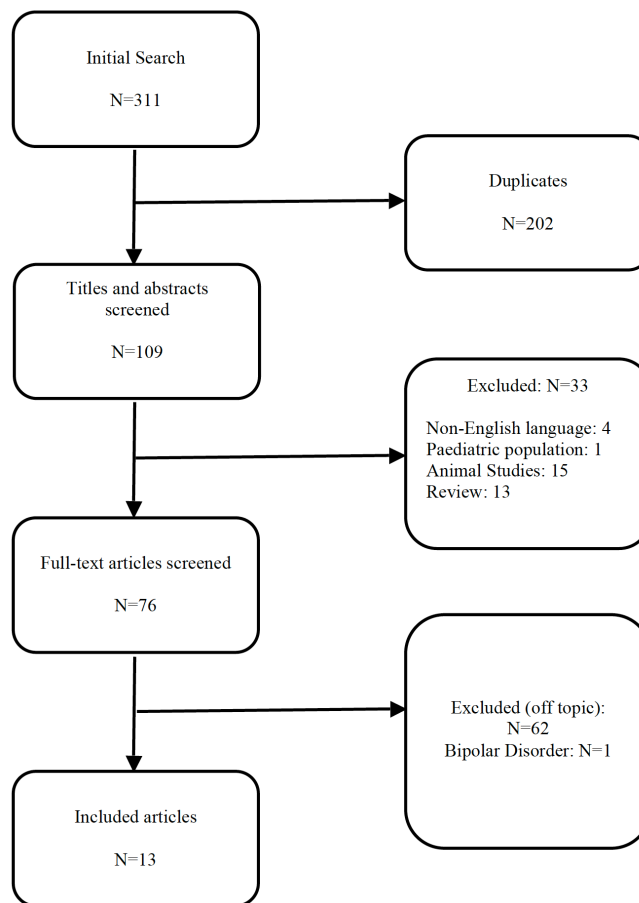 Initial Search
N=311
Duplicates
N=202
Titles and abstracts
screened
N=109
Excluded: N=33
Non-English language: 4
Paediatric population: 1
Animal Studies: 15
Review: 13
Full-text articles screened
N=76
Excluded (off topic):
N=62
Bipolar Disorder: N=1
Included articles
N=13